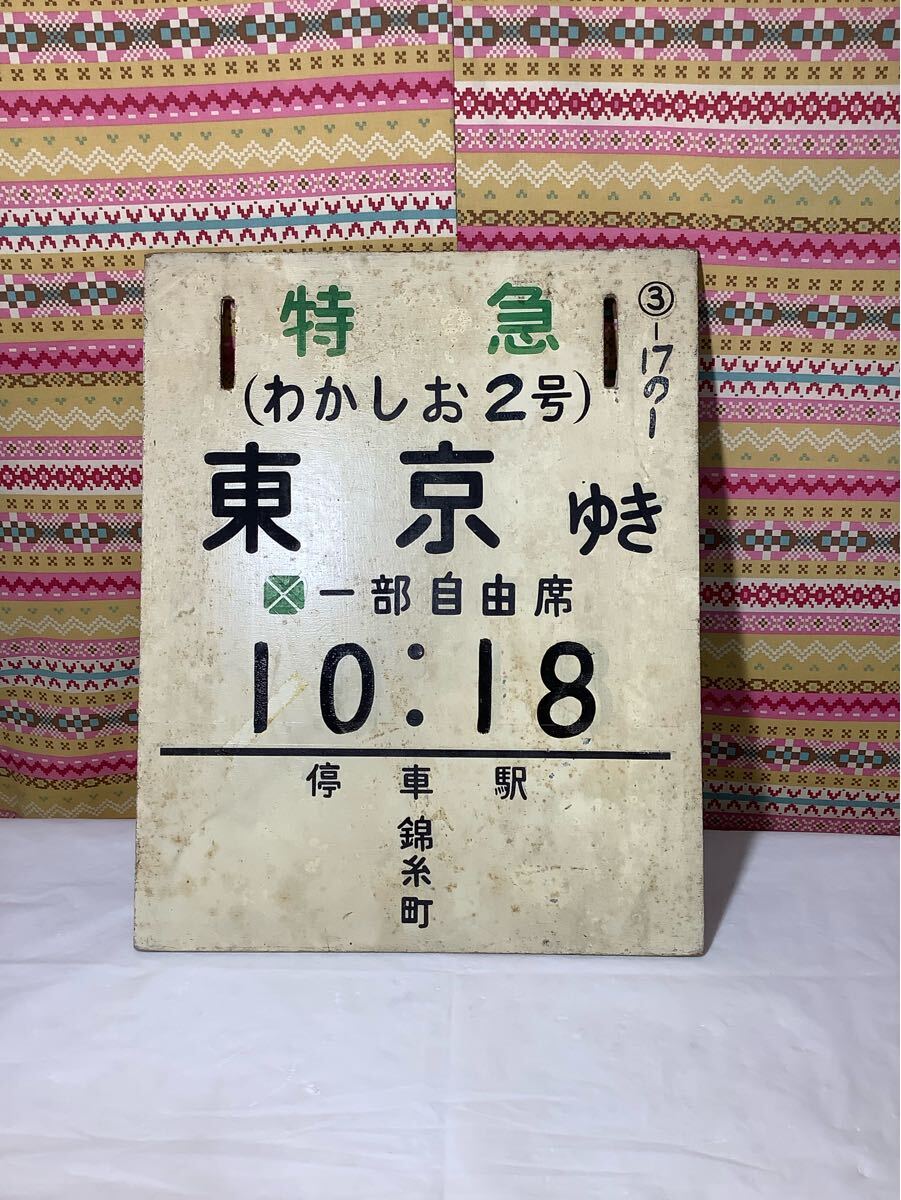 特急
(わかしお2号)
東京ゆき
一部自由席
10:18
停車駅
錦糸町
③-17の1